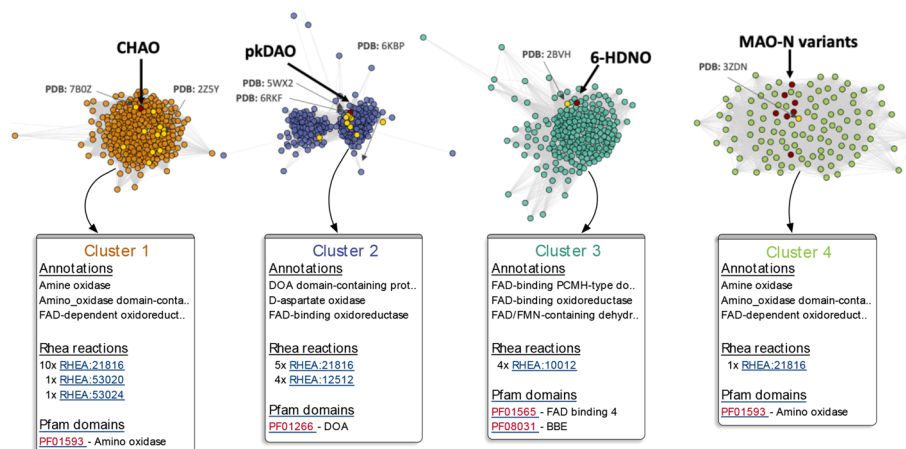 CHAO
PDB: 7B0Z
PDB: 2Z5Y
pkDAO
PDB: 6KBP
PDB: 5WX2
PDB: 6RKF
PDB: 2BVH
6-HDNO
MAO-N variants
PDB: 3ZDN
Cluster 1
Annotations
Amine oxidase
Amino_oxidase domain-conta..
FAD-dependent oxidoreduct..
Rhea reactions
10x RHEA:21816
1x RHEA:53020
1x RHEA:53024
Pfam domains
PF01593 - Amino oxidase
Cluster 2
Annotations
DOA domain-containing prot..
D-aspartate oxidase
FAD-binding oxidoreductase
Rhea reactions
5x RHEA:21816
4x RHEA:12512
Pfam domains
PF01266 - DOA
Cluster 3
Annotations
FAD-binding PCMH-type do..
FAD-binding oxidoreductase
FAD/FMN-containing dehydr..
Rhea reactions
4x RHEA:10012
Pfam domains
PF01565 - FAD binding 4
PF08031 - BBE
Cluster 4
Annotations
Amine oxidase
Amino_oxidase domain-conta..
FAD-dependent oxidoreduct..
Rhea reactions
1x RHEA:21816
Pfam domains
PF01593 - Amino oxidase